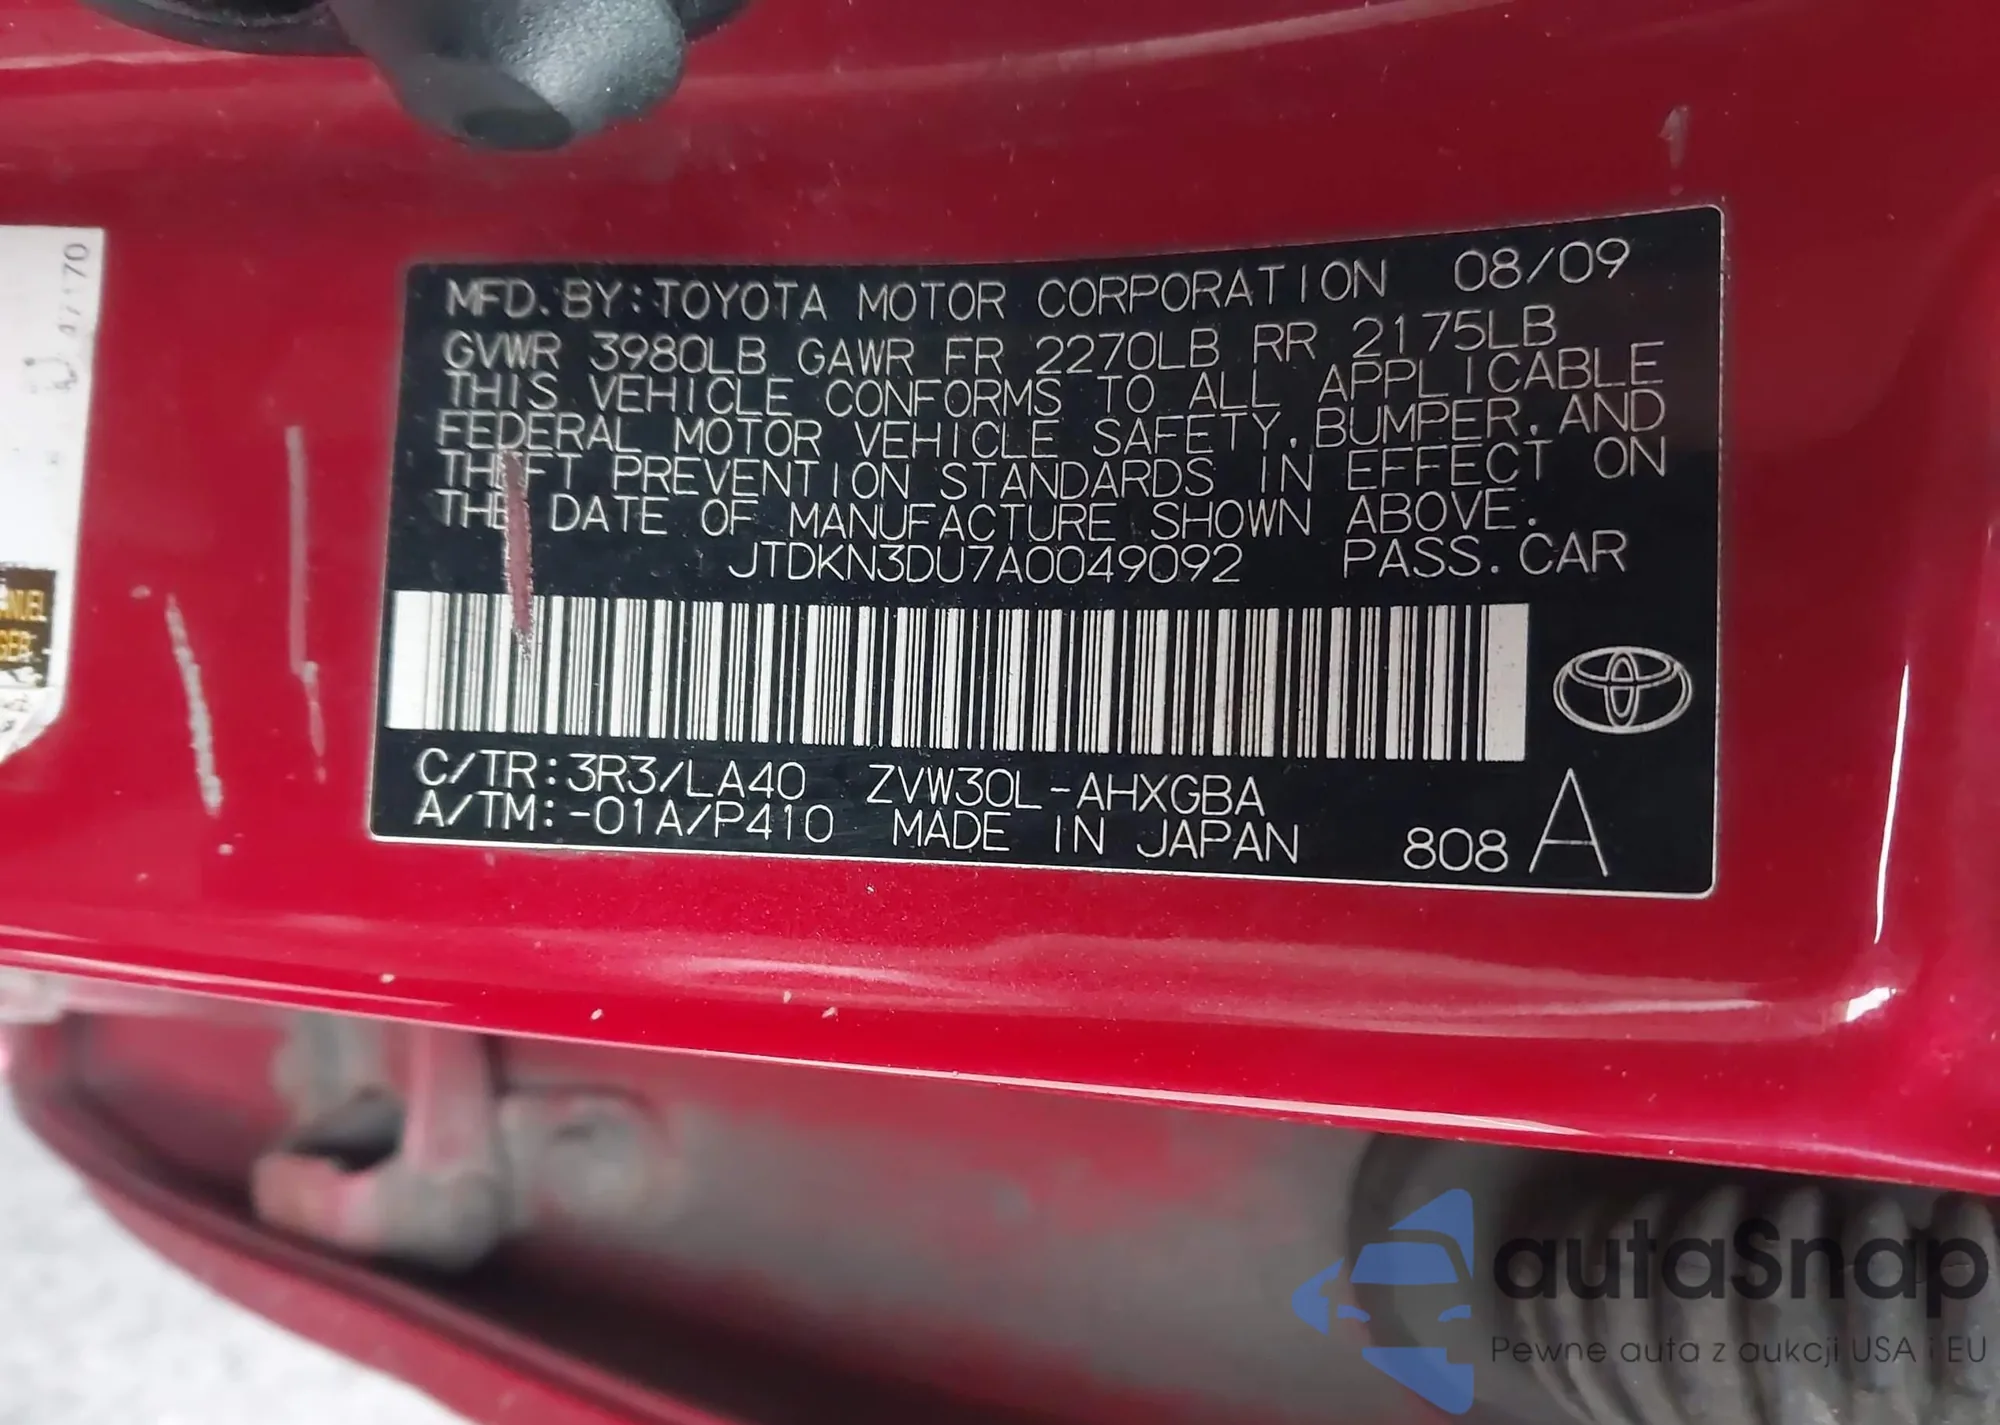 MFD. BY: TOYOTA MOTOR CORPORATION 08/09
GVWR 3980LB GAWR FR 2270LB RR 2175LB
THIS VEHICLE CONFORMS TO ALL APPLICABLE
FEDERAL MOTOR VEHICLE SAFETY, BUMPER, AND
THEFT PREVENTION STANDARDS IN EFFECT ON
THE DATE OF MANUFACTURE SHOWN ABOVE.
JTDKN3DU7A0049092 PASS. CAR
C/TR: 3R3/LA40 ZVW30L-AHXGBA
A/TM: -01A/P410 MADE IN JAPAN 808 A
autaSnap
Pewne auta z aukcji USA i EU